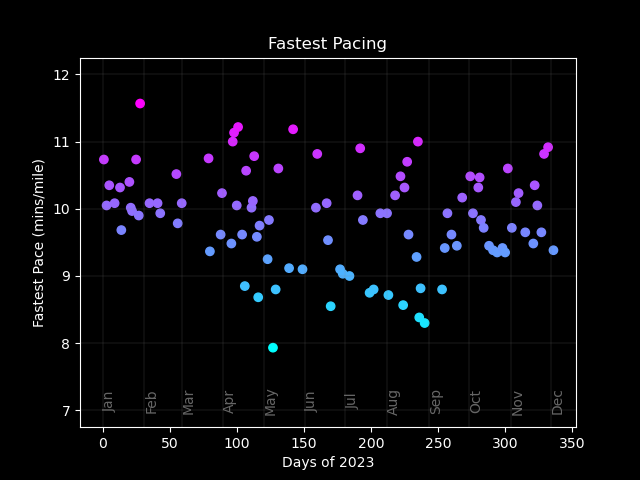 Fastest Pacing
Fastest Pace (mins/mile)
12
11
10
9
8
7
Jan Feb Mar Apr May Jun Jul Aug Sep Oct Nov Dec
0 50 100 150 200 250 300 350
Days of 2023